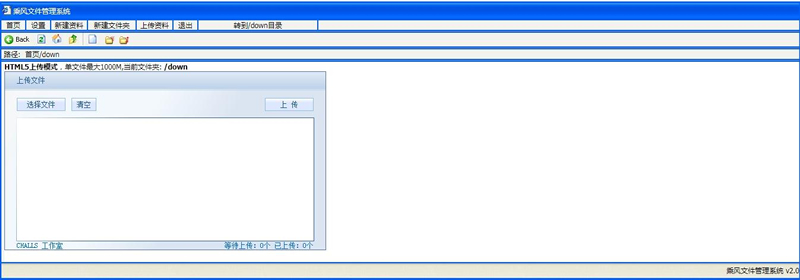 乘风文件管理系统
首页 设置 新建资料 新建文件夹 上传资料 退出 转到/down目录
Back
路径: 首页/down
HTML5上传模式，单文件最大1000M,当前文件夹: /down
上传文件
选择文件 清空 上 传
CHALLS 工作室 等待上传: 0个 已上传: 0个
乘风文件管理系统 v2.0